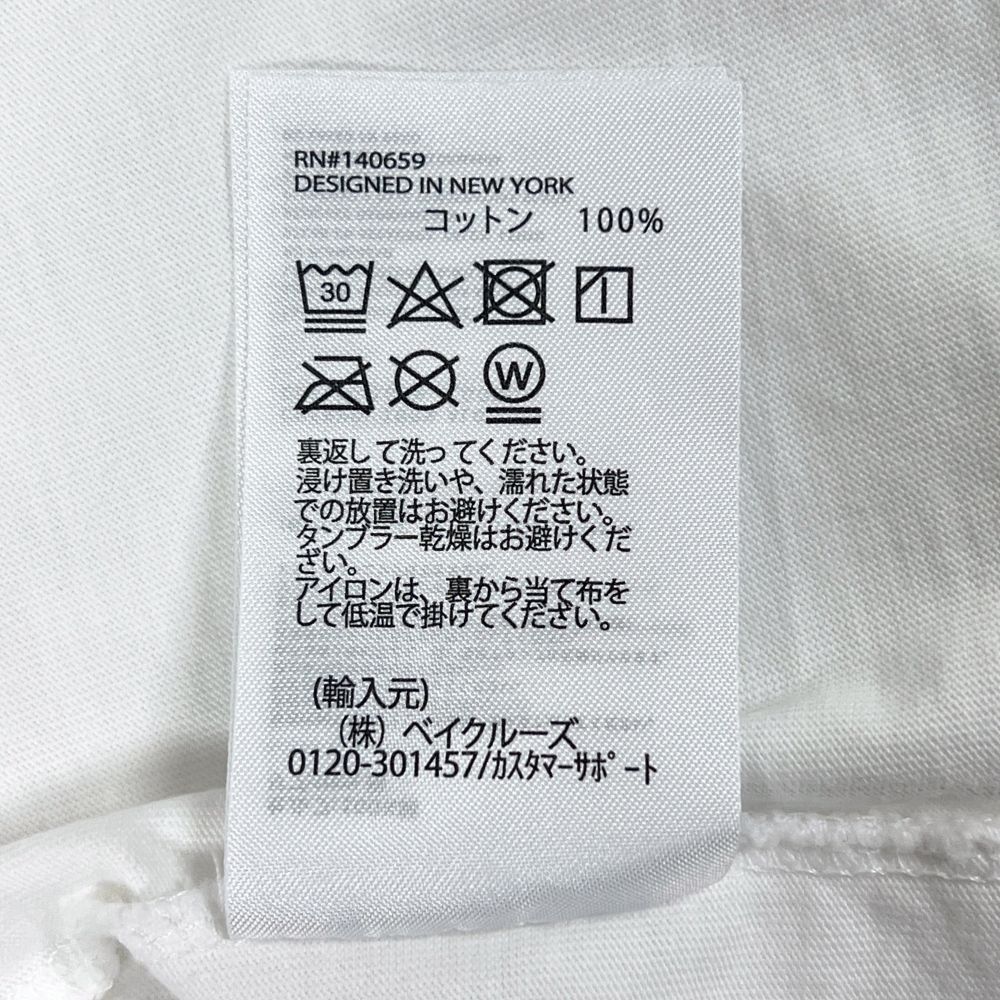 RN#140659
DESIGNED IN NEW YORK
コットン 100%
30
W
裏返して洗ってください。
浸け置き洗いや、濡れた状態
での放置はお避けください。
タンブラー乾燥はお避けくだ
ざい。
アイロンは、裏から当て布を
して低温で掛けてください。
(輸入元)
(株) ベイクルーズ
0120-301457/ｶｽﾀﾏｰｻﾎﾟｰﾄ